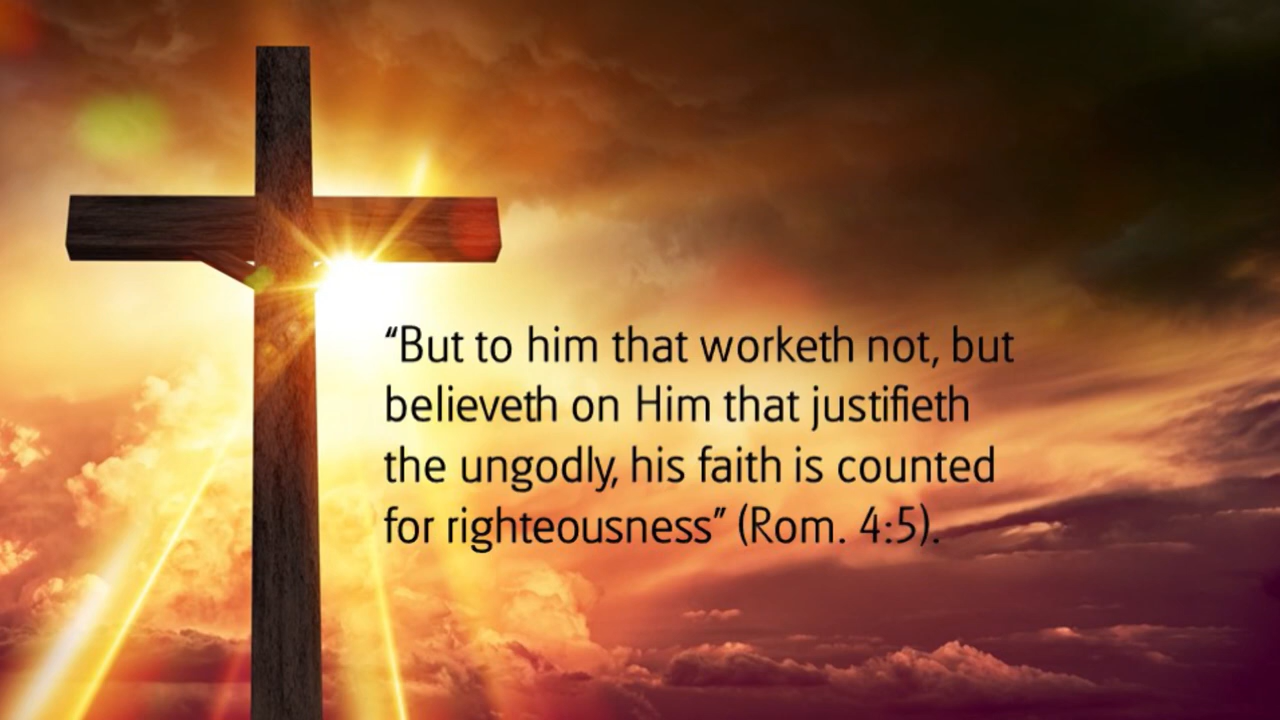 “But to him that worketh not, but
believeth on Him that justifieth
the ungodly, his faith is counted
for righteousness” (Rom. 4:5).